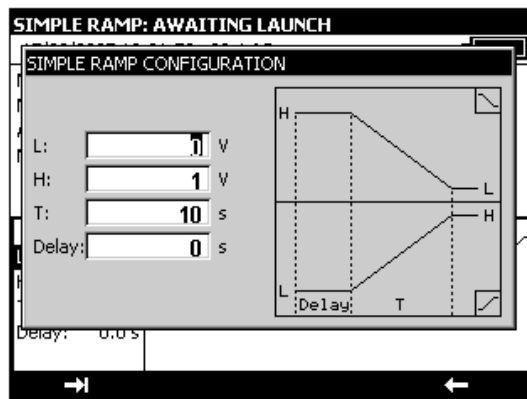 SIMPLE RAMP: AWAITING LAUNCH
SIMPLE RAMP CONFIGURATION
L: 0 V
H: 1 V
T: 10 s
Delay: 0 s
H
L
H
L
Delay T
Delay: 0.0 s